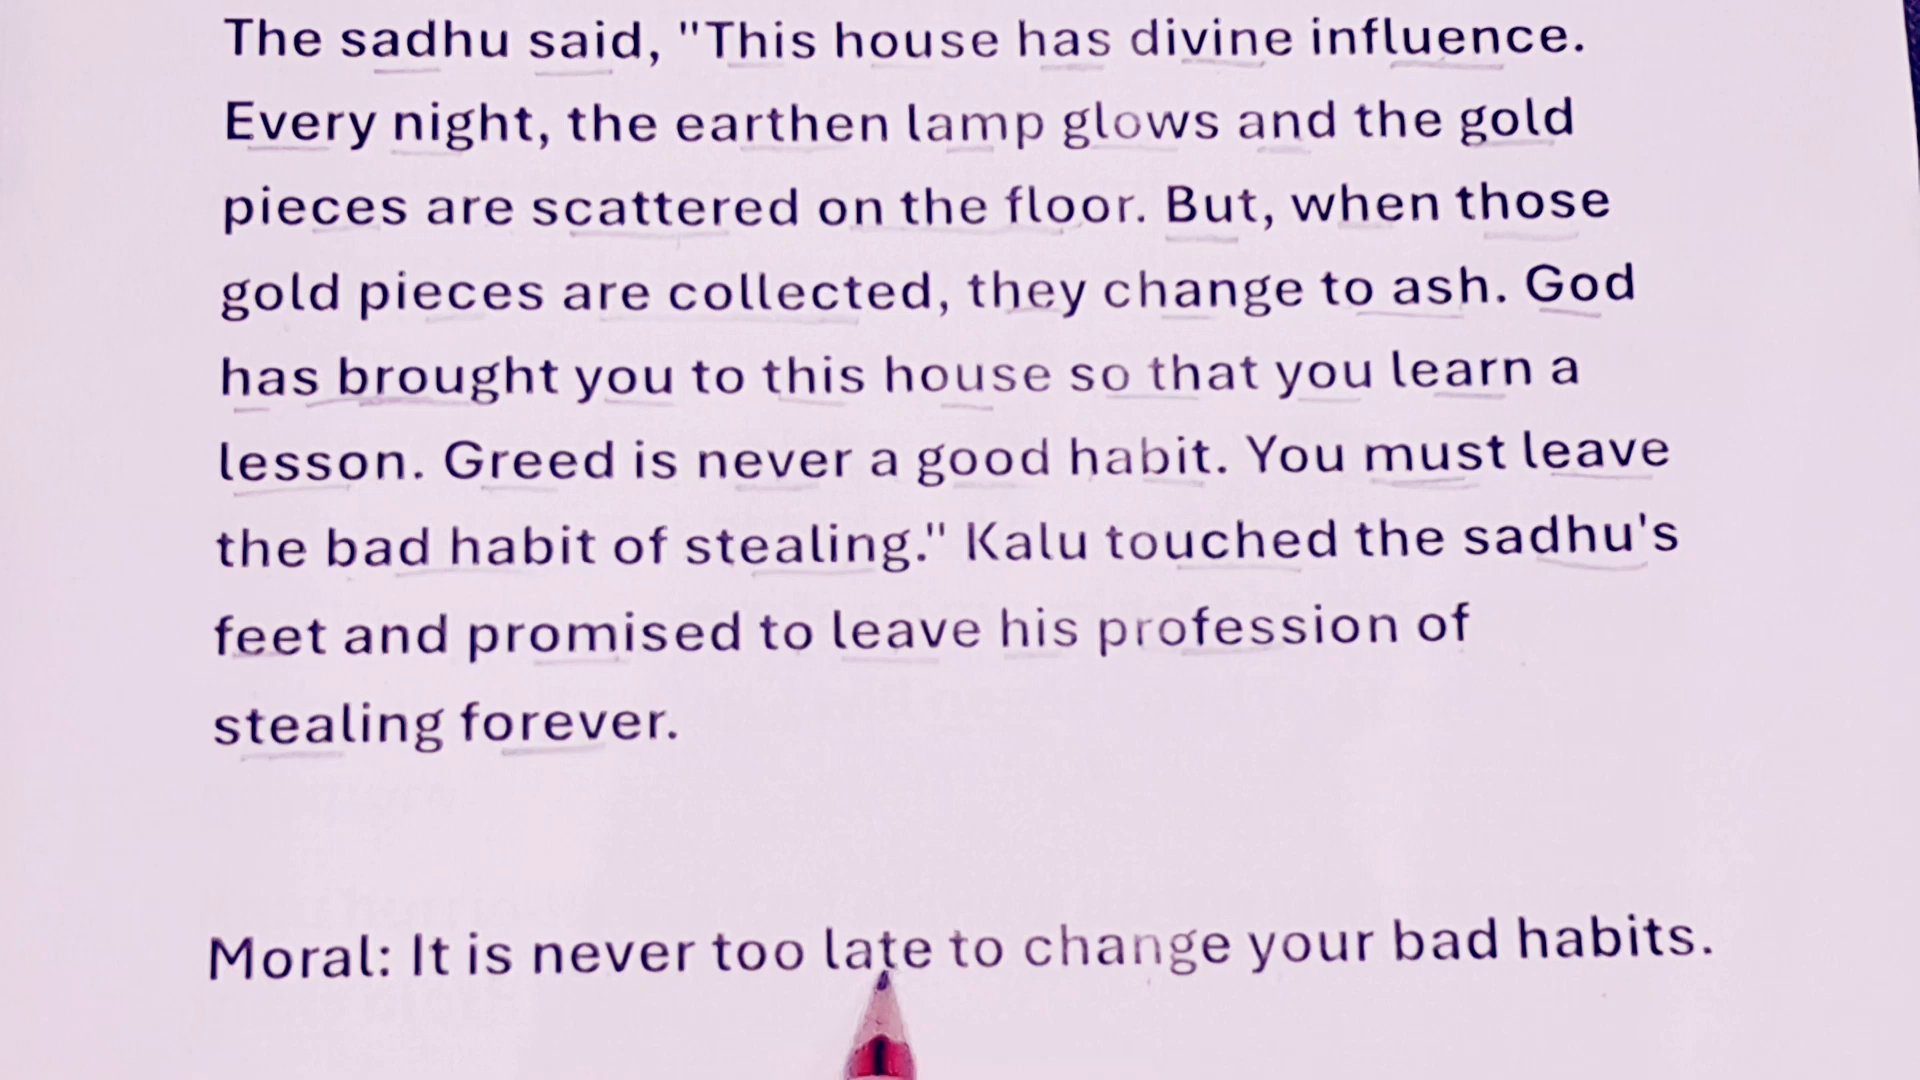 The sadhu said, "This house has divine influence.
Every night, the earthen lamp glows and the gold
pieces are scattered on the floor. But, when those
gold pieces are collected, they change to ash. God
has brought you to this house so that you learn a
lesson. Greed is never a good habit. You must leave
the bad habit of stealing." Kalu touched the sadhu's
feet and promised to leave his profession of
stealing forever.
Moral: It is never too late to change your bad habits.